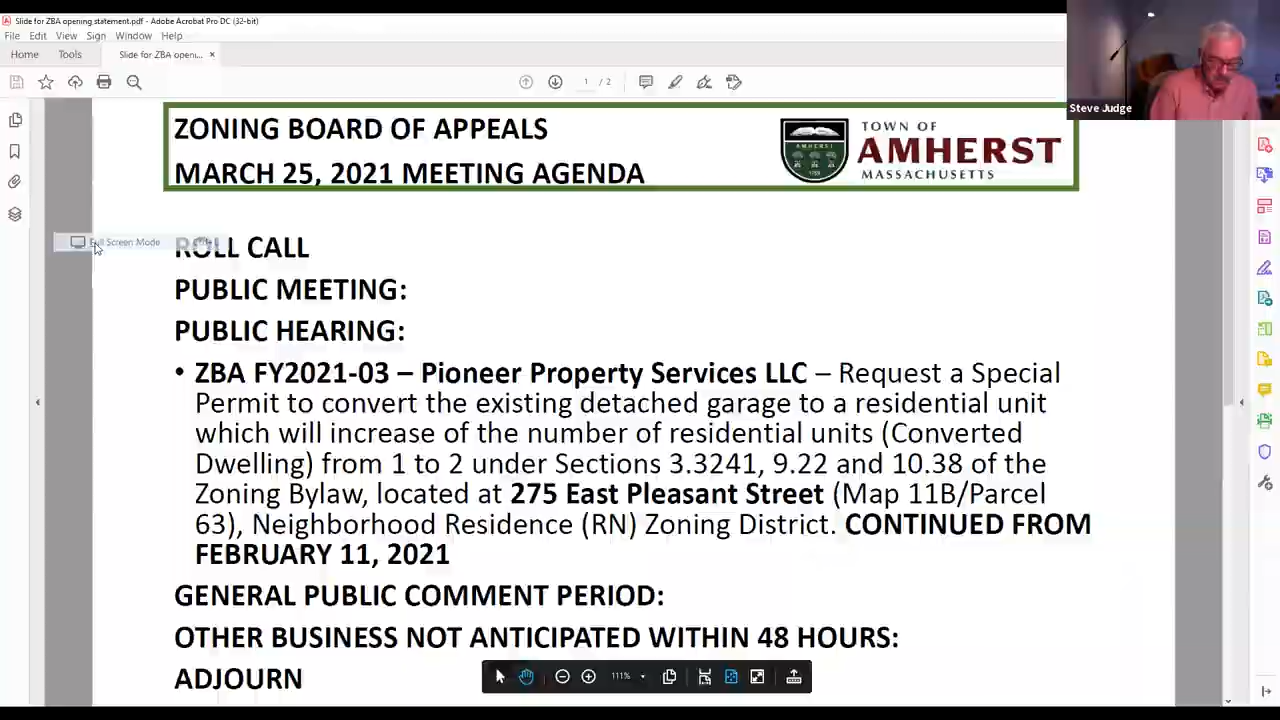 Slide for ZBA opening statement.pdf - Adobe Acrobat Pro DC (32-bit)
File Edit View Sign Window Help
Home Tools Slide for ZBA openi... ×
1 / 2
Steve Judge
ZONING BOARD OF APPEALS
MARCH 25, 2021 MEETING AGENDA
TOWN OF
AMHERST
MASSACHUSETTS
AMHERST
Full Screen Mode
ROLL CALL
PUBLIC MEETING:
PUBLIC HEARING:
• ZBA FY2021-03 – Pioneer Property Services LLC – Request a Special
Permit to convert the existing detached garage to a residential unit
which will increase of the number of residential units (Converted
Dwelling) from 1 to 2 under Sections 3.3241, 9.22 and 10.38 of the
Zoning Bylaw, located at 275 East Pleasant Street (Map 11B/Parcel
63), Neighborhood Residence (RN) Zoning District. CONTINUED FROM
FEBRUARY 11, 2021
GENERAL PUBLIC COMMENT PERIOD:
OTHER BUSINESS NOT ANTICIPATED WITHIN 48 HOURS:
ADJOURN
111%